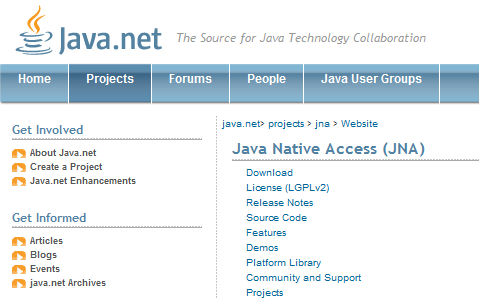 Java.net
The Source for Java Technology Collaboration
Home Projects Forums People Java User Groups
Get Involved
About Java.net
Create a Project
Java.net Enhancements
Get Informed
Articles
Blogs
Events
java.net Archives
java.net> projects > jna > Website
Java Native Access (JNA)
Download
License (LGPLv2)
Release Notes
Source Code
Features
Demos
Platform Library
Community and Support
Projects